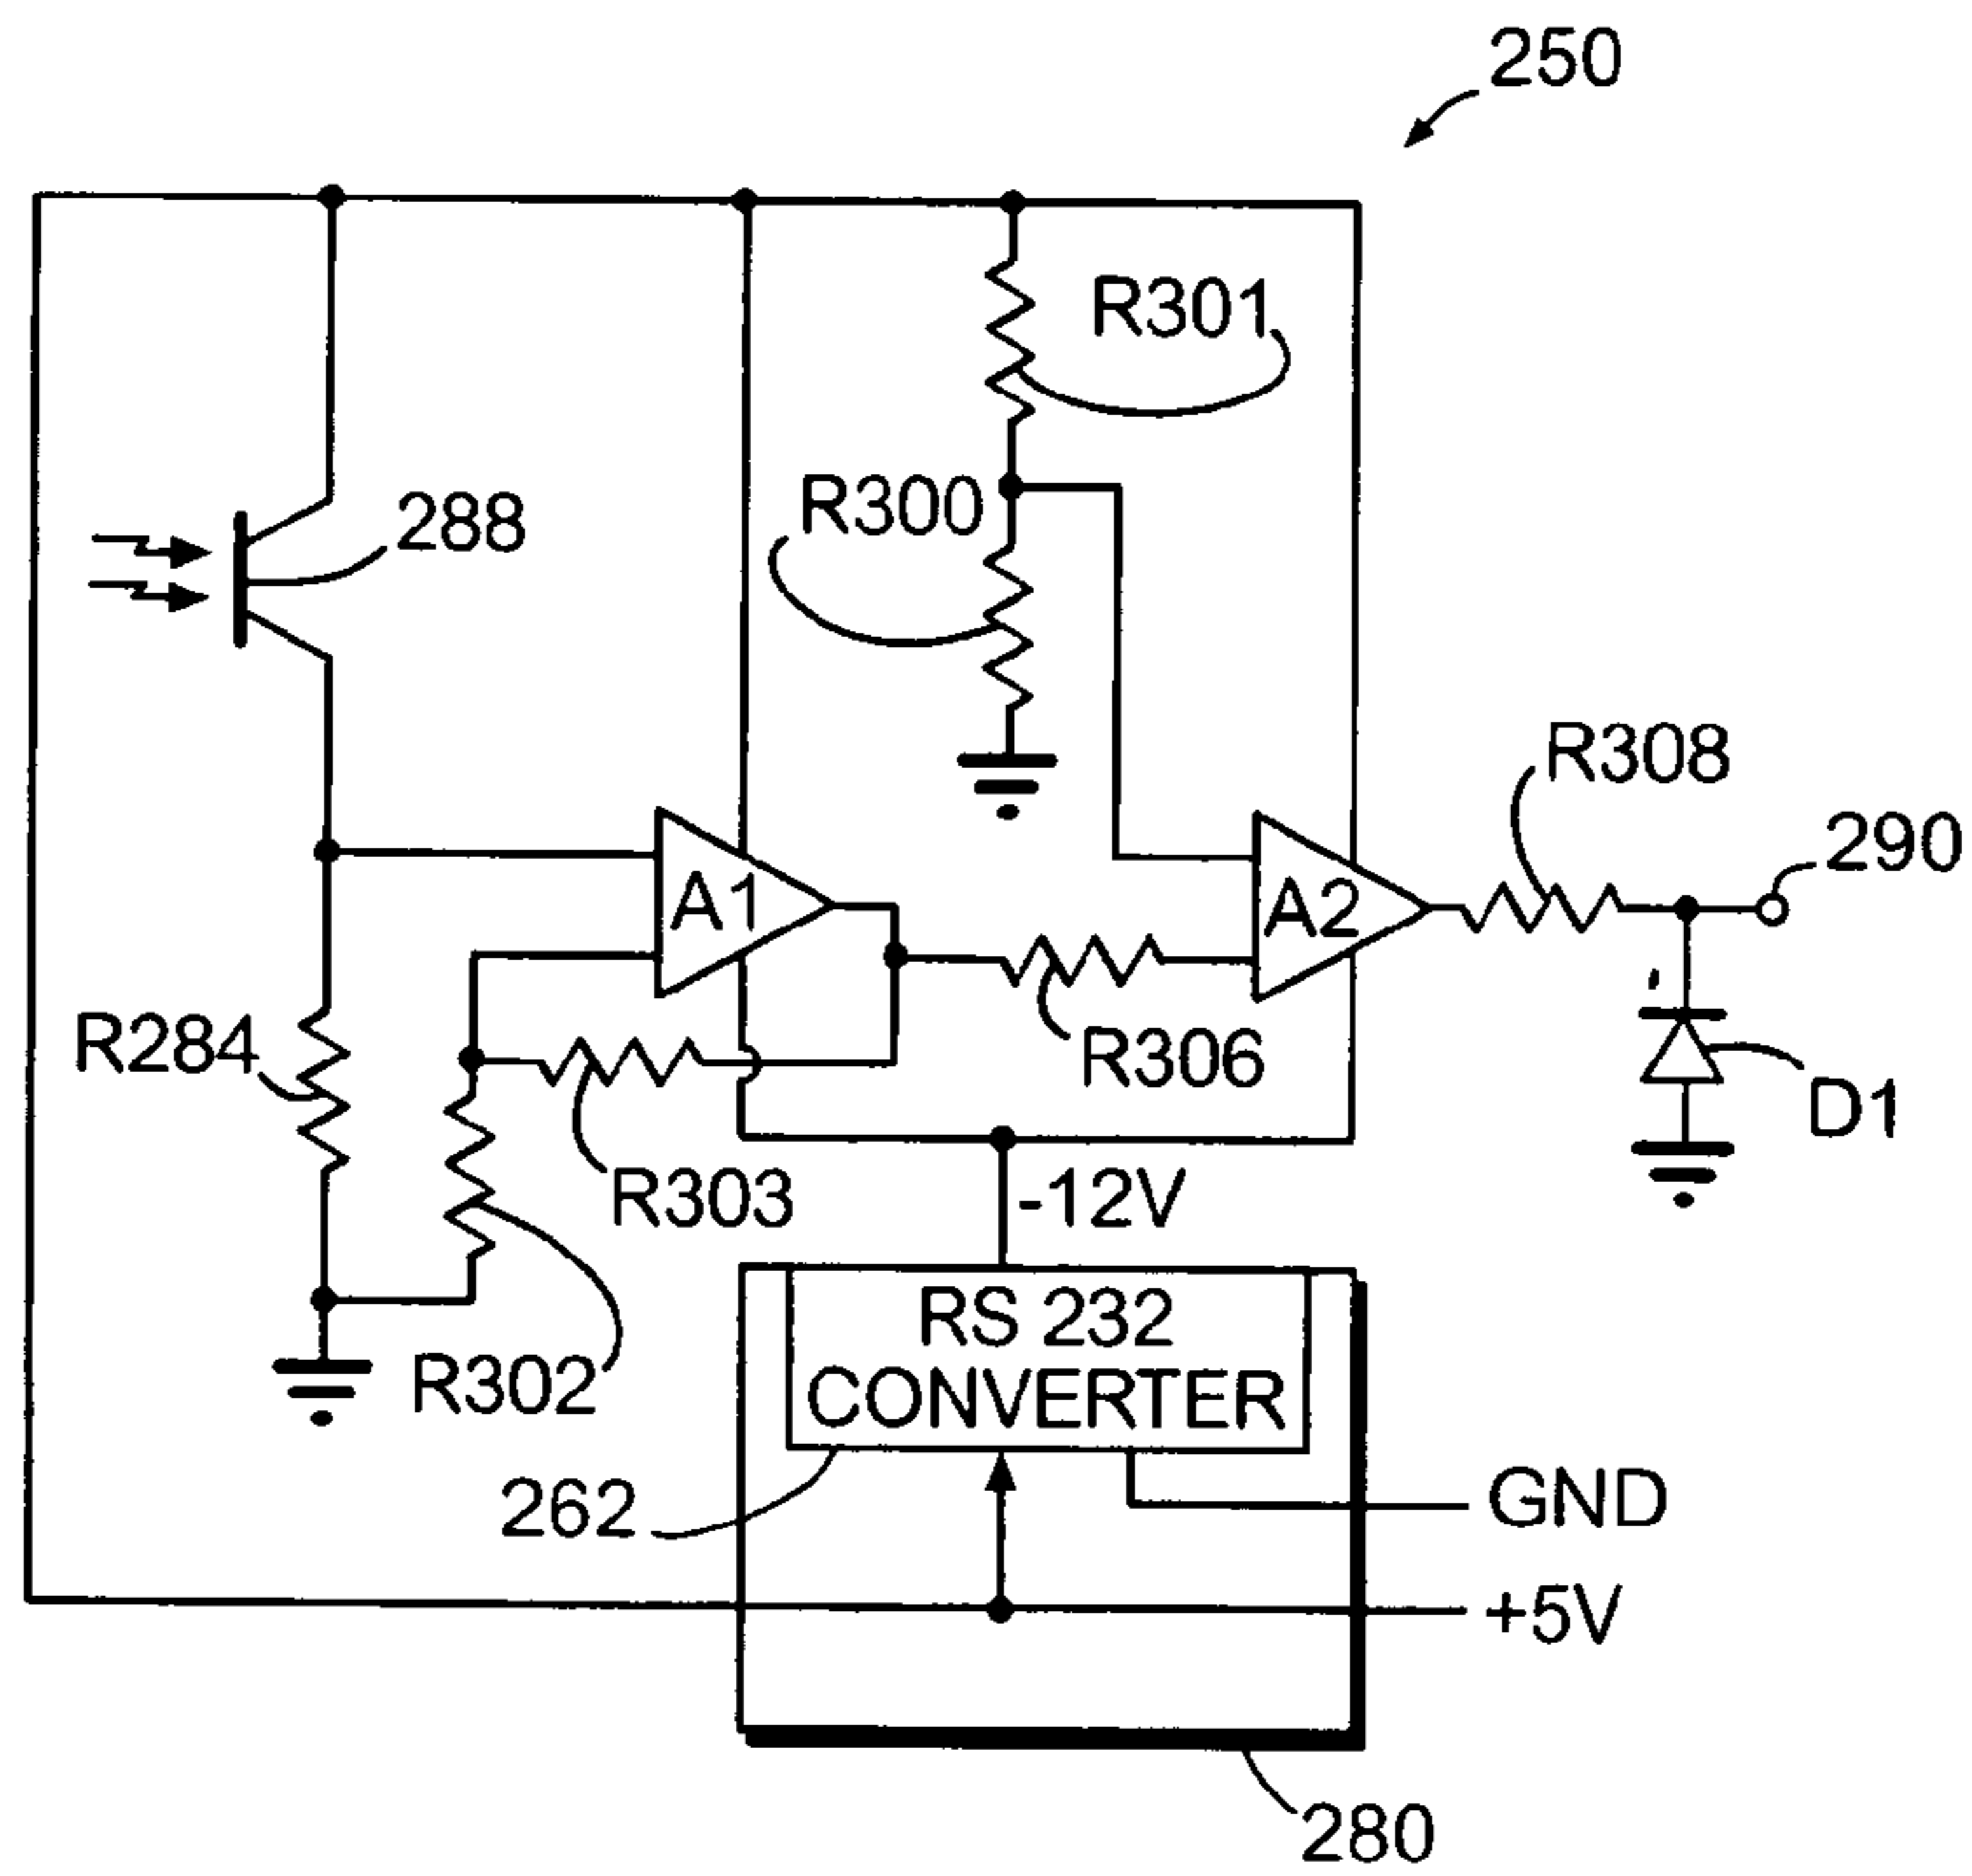 250
R301
288
R300
R308
290
A1
A2
R284
R306
D1
R303
-12V
RS 232
CONVERTER
R302
262
GND
+5V
280